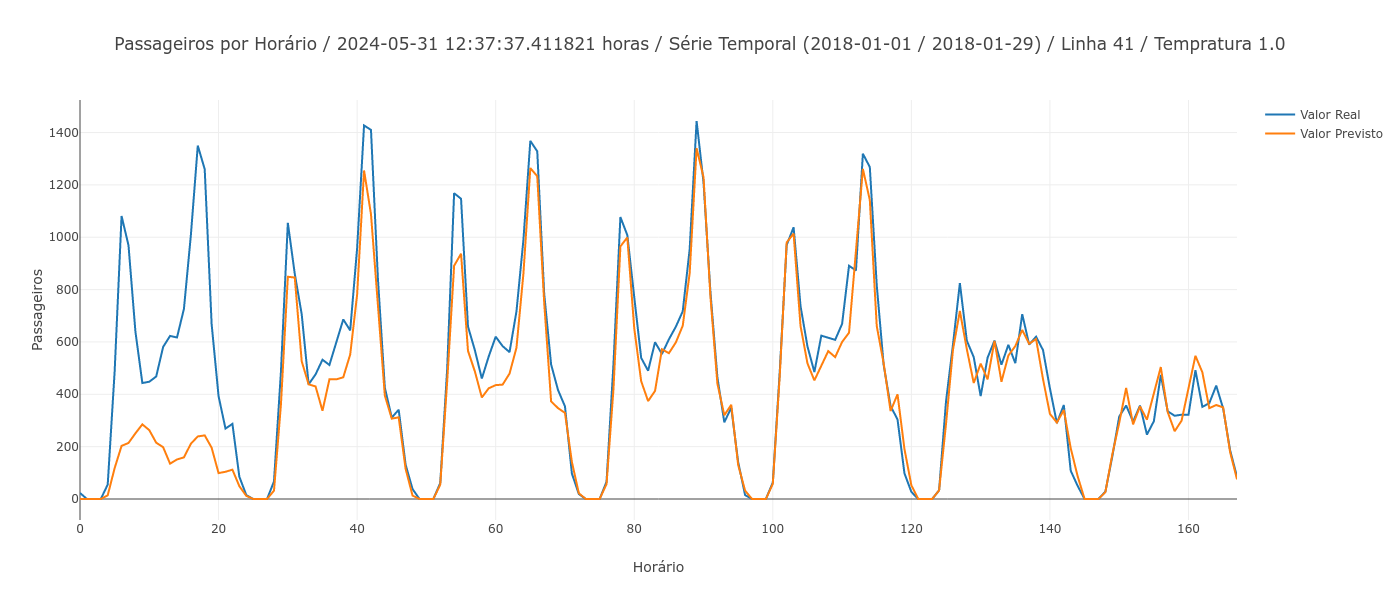 Passageiros por Horário / 2024-05-31 12:37:37.411821 horas / Série Temporal (2018-01-01 / 2018-01-29) / Linha 41 / Tempratura 1.0
Valor Real
Valor Previsto
Passageiros
1400
1200
1000
800
600
400
200
0
0 20 40 60 80 100 120 140 160
Horário